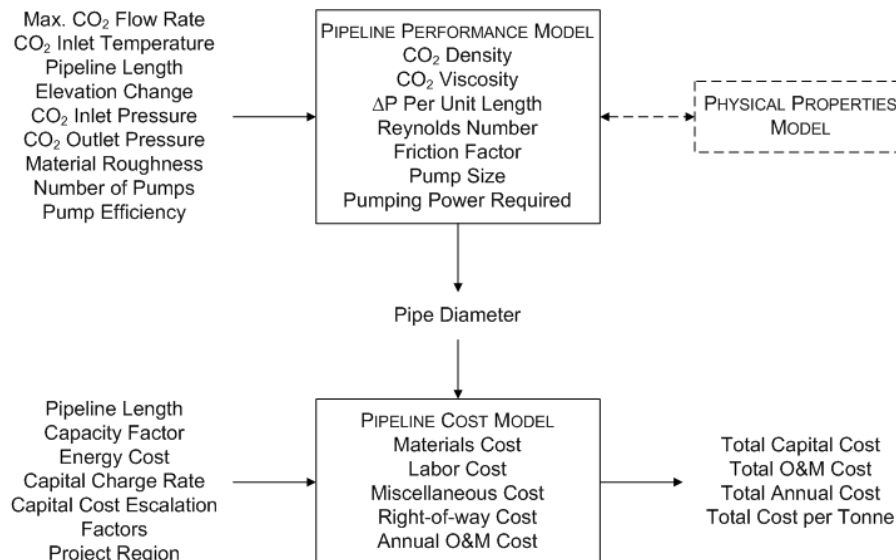 Max. CO₂ Flow Rate
CO₂ Inlet Temperature
Pipeline Length
Elevation Change
CO₂ Inlet Pressure
CO₂ Outlet Pressure
Material Roughness
Number of Pumps
Pump Efficiency
PIPELINE PERFORMANCE MODEL
CO₂ Density
CO₂ Viscosity
ΔP Per Unit Length
Reynolds Number
Friction Factor
Pump Size
Pumping Power Required
PHYSICAL PROPERTIES
MODEL
Pipe Diameter
Pipeline Length
Capacity Factor
Energy Cost
Capital Charge Rate
Capital Cost Escalation
Factors
Project Region
PIPELINE COST MODEL
Materials Cost
Labor Cost
Miscellaneous Cost
Right-of-way Cost
Annual O&M Cost
Total Capital Cost
Total O&M Cost
Total Annual Cost
Total Cost per Tonne